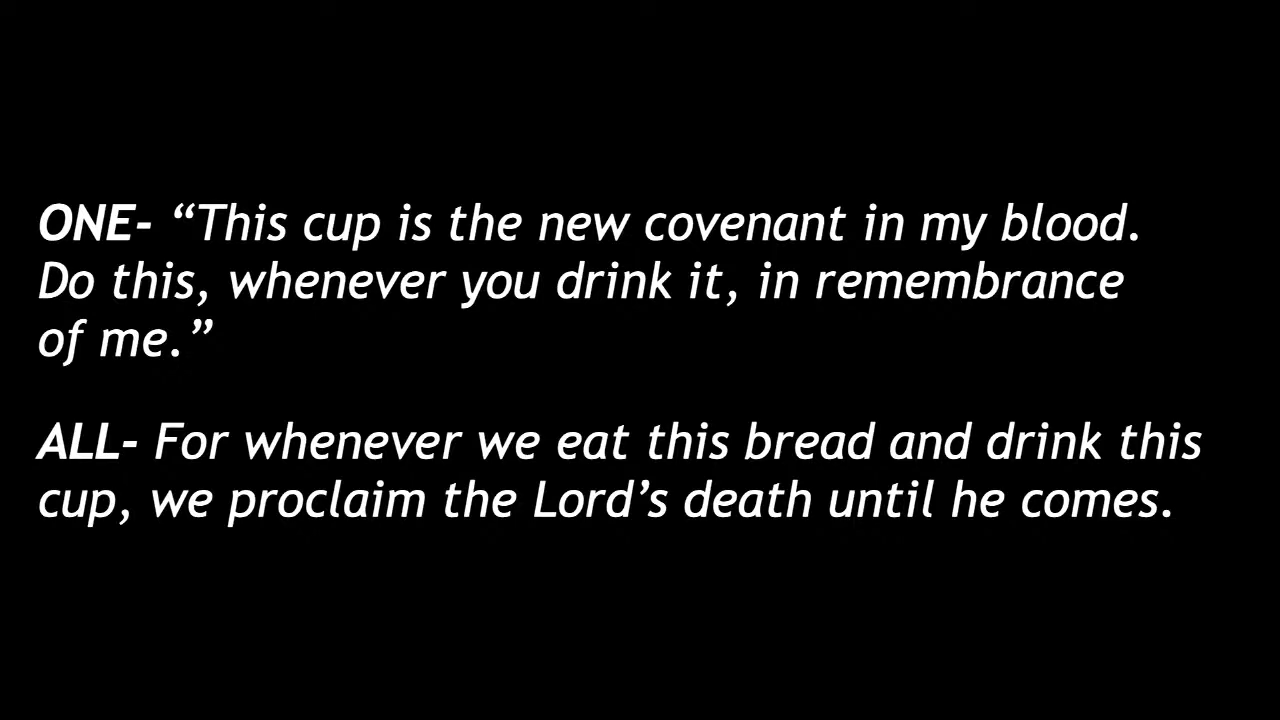 ONE- “This cup is the new covenant in my blood.
Do this, whenever you drink it, in remembrance
of me.”
ALL- For whenever we eat this bread and drink this
cup, we proclaim the Lord’s death until he comes.